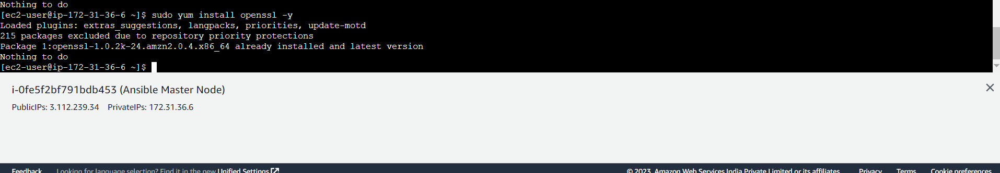 Nothing to do
[ec2-user@ip-172-31-36-6 ~]$ sudo yum install openssl -y
Loaded plugins: extras_suggestions, langpacks, priorities, update-motd
215 packages excluded due to repository priority protections
Package 1:openssl-1.0.2k-24.amzn2.0.4.x86_64 already installed and latest version
Nothing to do
[ec2-user@ip-172-31-36-6 ~]$
i-0fe5f2bf791bdb453 (Ansible Master Node)
PublicIPs: 3.112.239.34 PrivateIPs: 172.31.36.6
Feedback Looking for language selection? Find it in the new Unified Settings © 2023, Amazon Web Services India Private Limited or its affiliates. Privacy Terms Cookie preferences